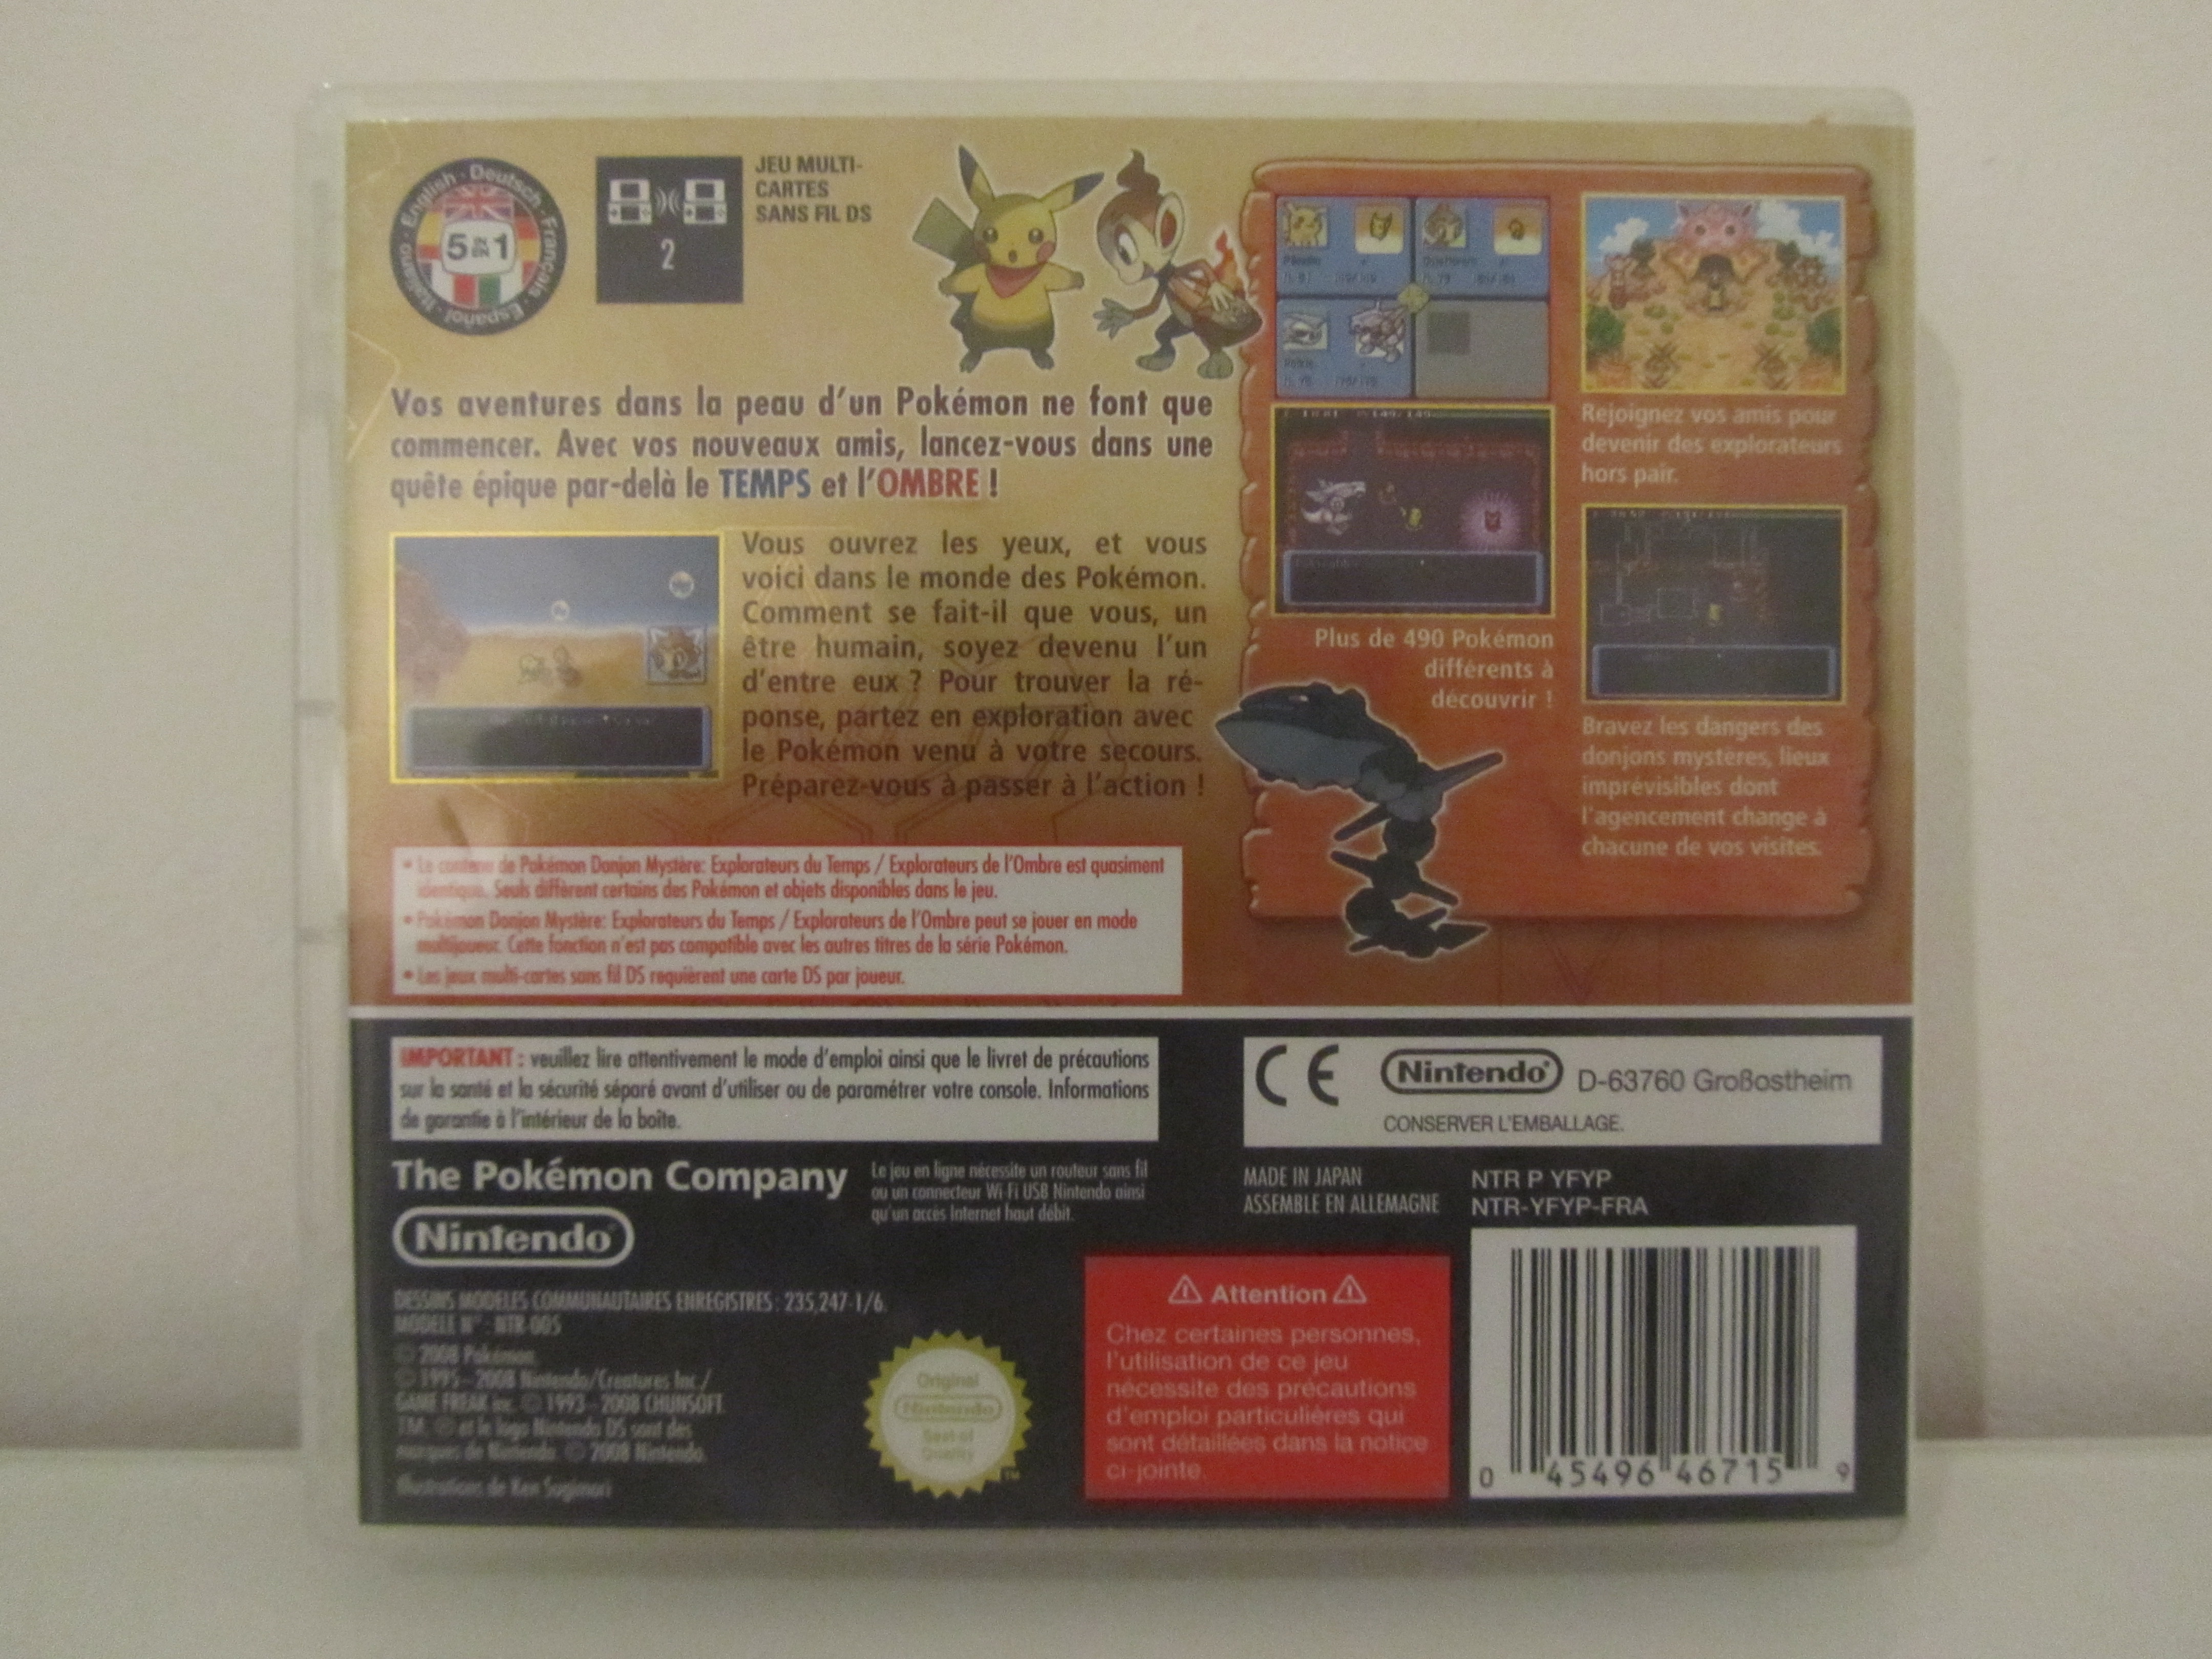 English · Deutsch · Français · Español · Italiano
5 IN EN 1
2
JEU MULTI-
CARTES
SANS FIL DS
Vos aventures dans la peau d'un Pokémon ne font que
commencer. Avec vos nouveaux amis, lancez-vous dans une
quête épique par-delà le TEMPS et l'OMBRE !
Vous ouvrez les yeux, et vous
voici dans le monde des Pokémon.
Comment se fait-il que vous, un
être humain, soyez devenu l'un
d'entre eux ? Pour trouver la ré-
ponse, partez en exploration avec
le Pokémon venu à votre secours.
Préparez-vous à passer à l'action !
Rejoignez vos amis pour
devenir des explorateurs
hors pair.
Plus de 490 Pokémon
différents à
découvrir !
Bravez les dangers des
donjons mystères, lieux
imprévisibles dont
l'agencement change à
chacune de vos visites.
• Le contenu de Pokémon Donjon Mystère: Explorateurs du Temps / Explorateurs de l'Ombre est quasiment
identique. Seuls diffèrent certains des Pokémon et objets disponibles dans le jeu.
• Pokémon Donjon Mystère: Explorateurs du Temps / Explorateurs de l'Ombre peut se jouer en mode
multijoueur. Cette fonction n'est pas compatible avec les autres titres de la série Pokémon.
• Les jeux multi-cartes sans fil DS requièrent une carte DS par joueur.
IMPORTANT : veuillez lire attentivement le mode d'emploi ainsi que le livret de précautions
sur la santé et la sécurité séparé avant d'utiliser ou de paramétrer votre console. Informations
de garantie à l'intérieur de la boîte.
CE Nintendo D-63760 Großostheim
CONSERVER L'EMBALLAGE.
The Pokémon Company
Nintendo
Le jeu en ligne nécessite un routeur sans fil
ou un connecteur Wi-Fi USB Nintendo ainsi
qu'un accès Internet haut débit.
MADE IN JAPAN
ASSEMBLE EN ALLEMAGNE
NTR P YFYP
NTR-YFYP-FRA
DESSINS MODELES COMMUNAUTAIRES ENREGISTRES : 235,247-1/6.
MODELE N° : NTR-005
© 2008 Pokémon.
© 1995–2008 Nintendo/Creatures Inc./
GAME FREAK inc. © 1993–2008 CHUNSOFT.
TM, ® et le logo Nintendo DS sont des
marques de Nintendo. © 2008 Nintendo.
Illustrations de Ken Sugimori
Original
Nintendo
Seal of
Quality
TM
Attention
Chez certaines personnes,
l'utilisation de ce jeu
nécessite des précautions
d'emploi particulières qui
sont détaillées dans la notice
ci-jointe.
0 45496 46715 9